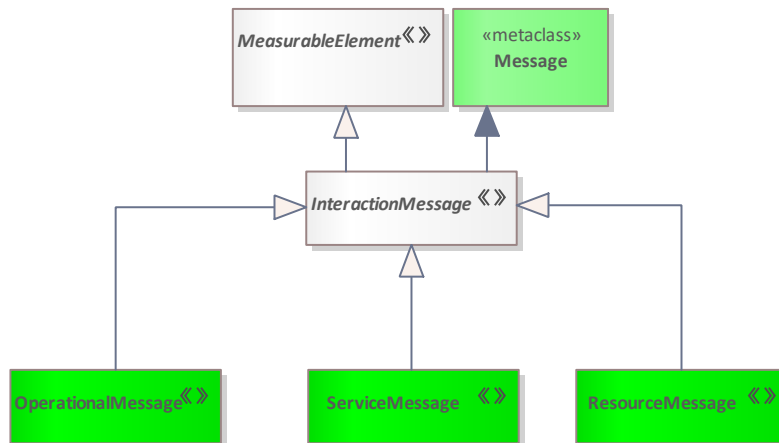 MeasurableElement «»
«metaclass»
Message
InteractionMessage «»
OperationalMessage «»
ServiceMessage «»
ResourceMessage «»